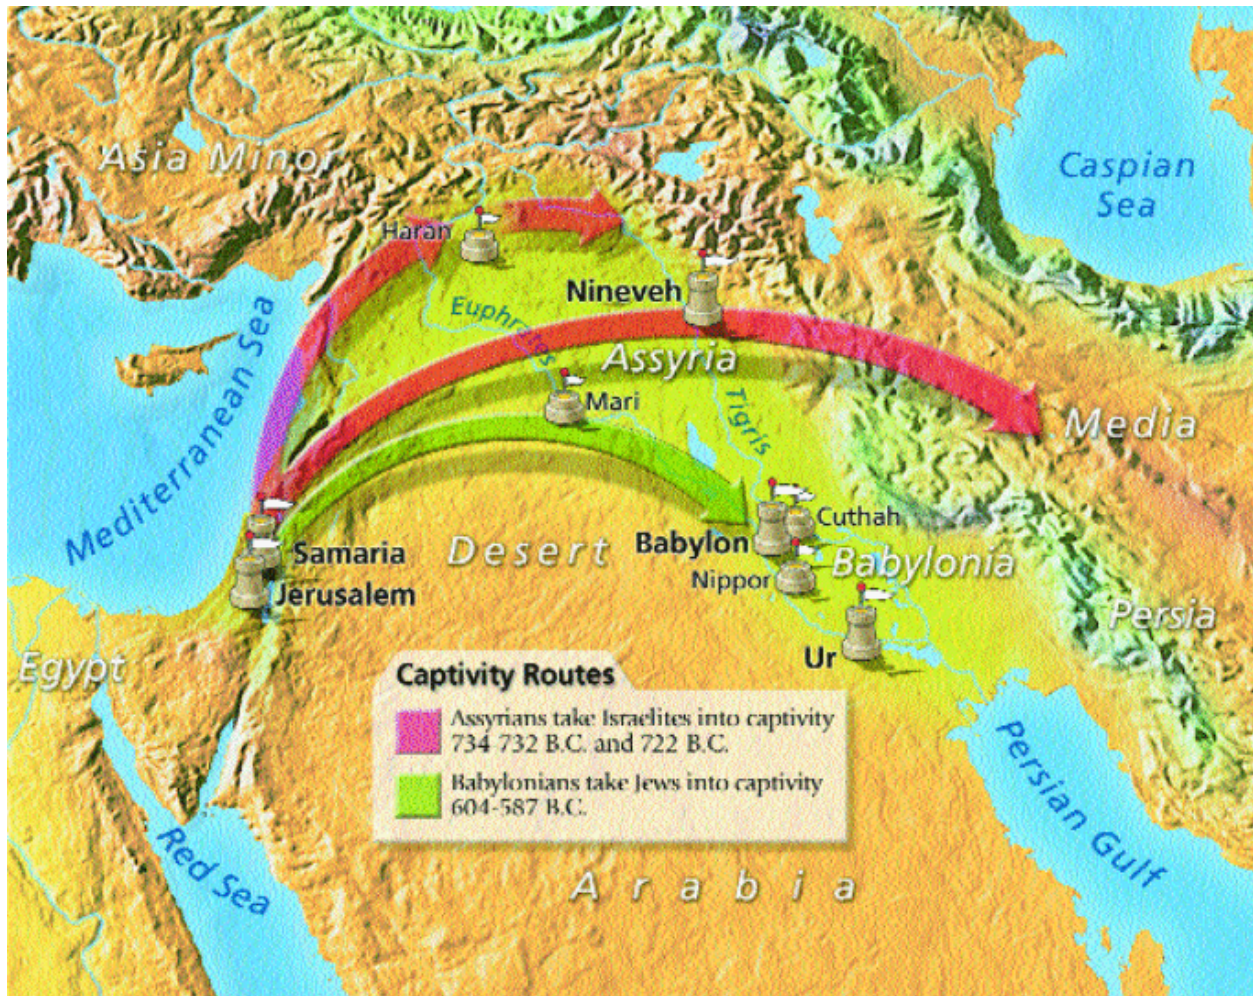 Asia Minor
Caspian
Sea
Haran
Nineveh
Euphrates
Mediterranean Sea
Assyria
Mari
Tigris
Media
Samaria
Desert
Babylon
Cuthah
Jerusalem
Nippor
Babylonia
Egypt
Ur
Persia
Captivity Routes
Assyrians take Israelites into captivity
734 732 B.C. and 722 B.C.
Babylonians take Jews into captivity
604-587 B.C.
Red Sea
Persian Gulf
Arabia